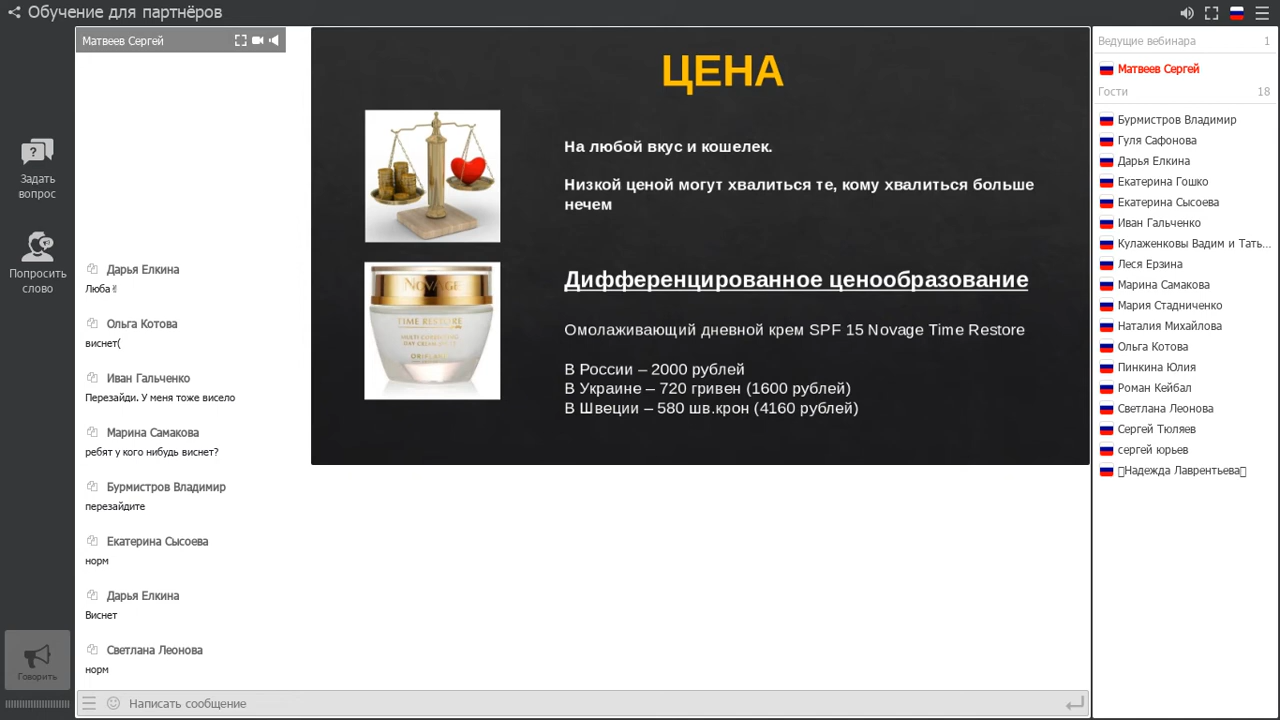 Обучение для партнёров
Задать
вопрос
Попросить
слово
Говорить
Матвеев Сергей
Дарья Елкина
Люба✌
Ольга Котова
виснет(
Иван Гальченко
Перезайди. У меня тоже висело
Марина Самакова
ребят у кого нибудь виснет?
Бурмистров Владимир
перезайдите
Екатерина Сысоева
норм
Дарья Елкина
Виснет
Светлана Леонова
норм
Написать сообщение
ЦЕНА
На любой вкус и кошелек.
Низкой ценой могут хвалиться те, кому хвалиться больше
нечем
NOVAGE
TIME RESTORE
ORIFLAME
Дифференцированное ценообразование
Омолаживающий дневной крем SPF 15 Novage Time Restore
В России – 2000 рублей
В Украине – 720 гривен (1600 рублей)
В Швеции – 580 шв.крон (4160 рублей)
Ведущие вебинара 1
Матвеев Сергей
Гости 18
Бурмистров Владимир
Гуля Сафонова
Дарья Елкина
Екатерина Гошко
Екатерина Сысоева
Иван Гальченко
Кулаженковы Вадим и Тать...
Леся Ерзина
Марина Самакова
Мария Стадниченко
Наталия Михайлова
Ольга Котова
Пинкина Юлия
Роман Кейбал
Светлана Леонова
Сергей Тюляев
сергей юрьев
Надежда Лаврентьева